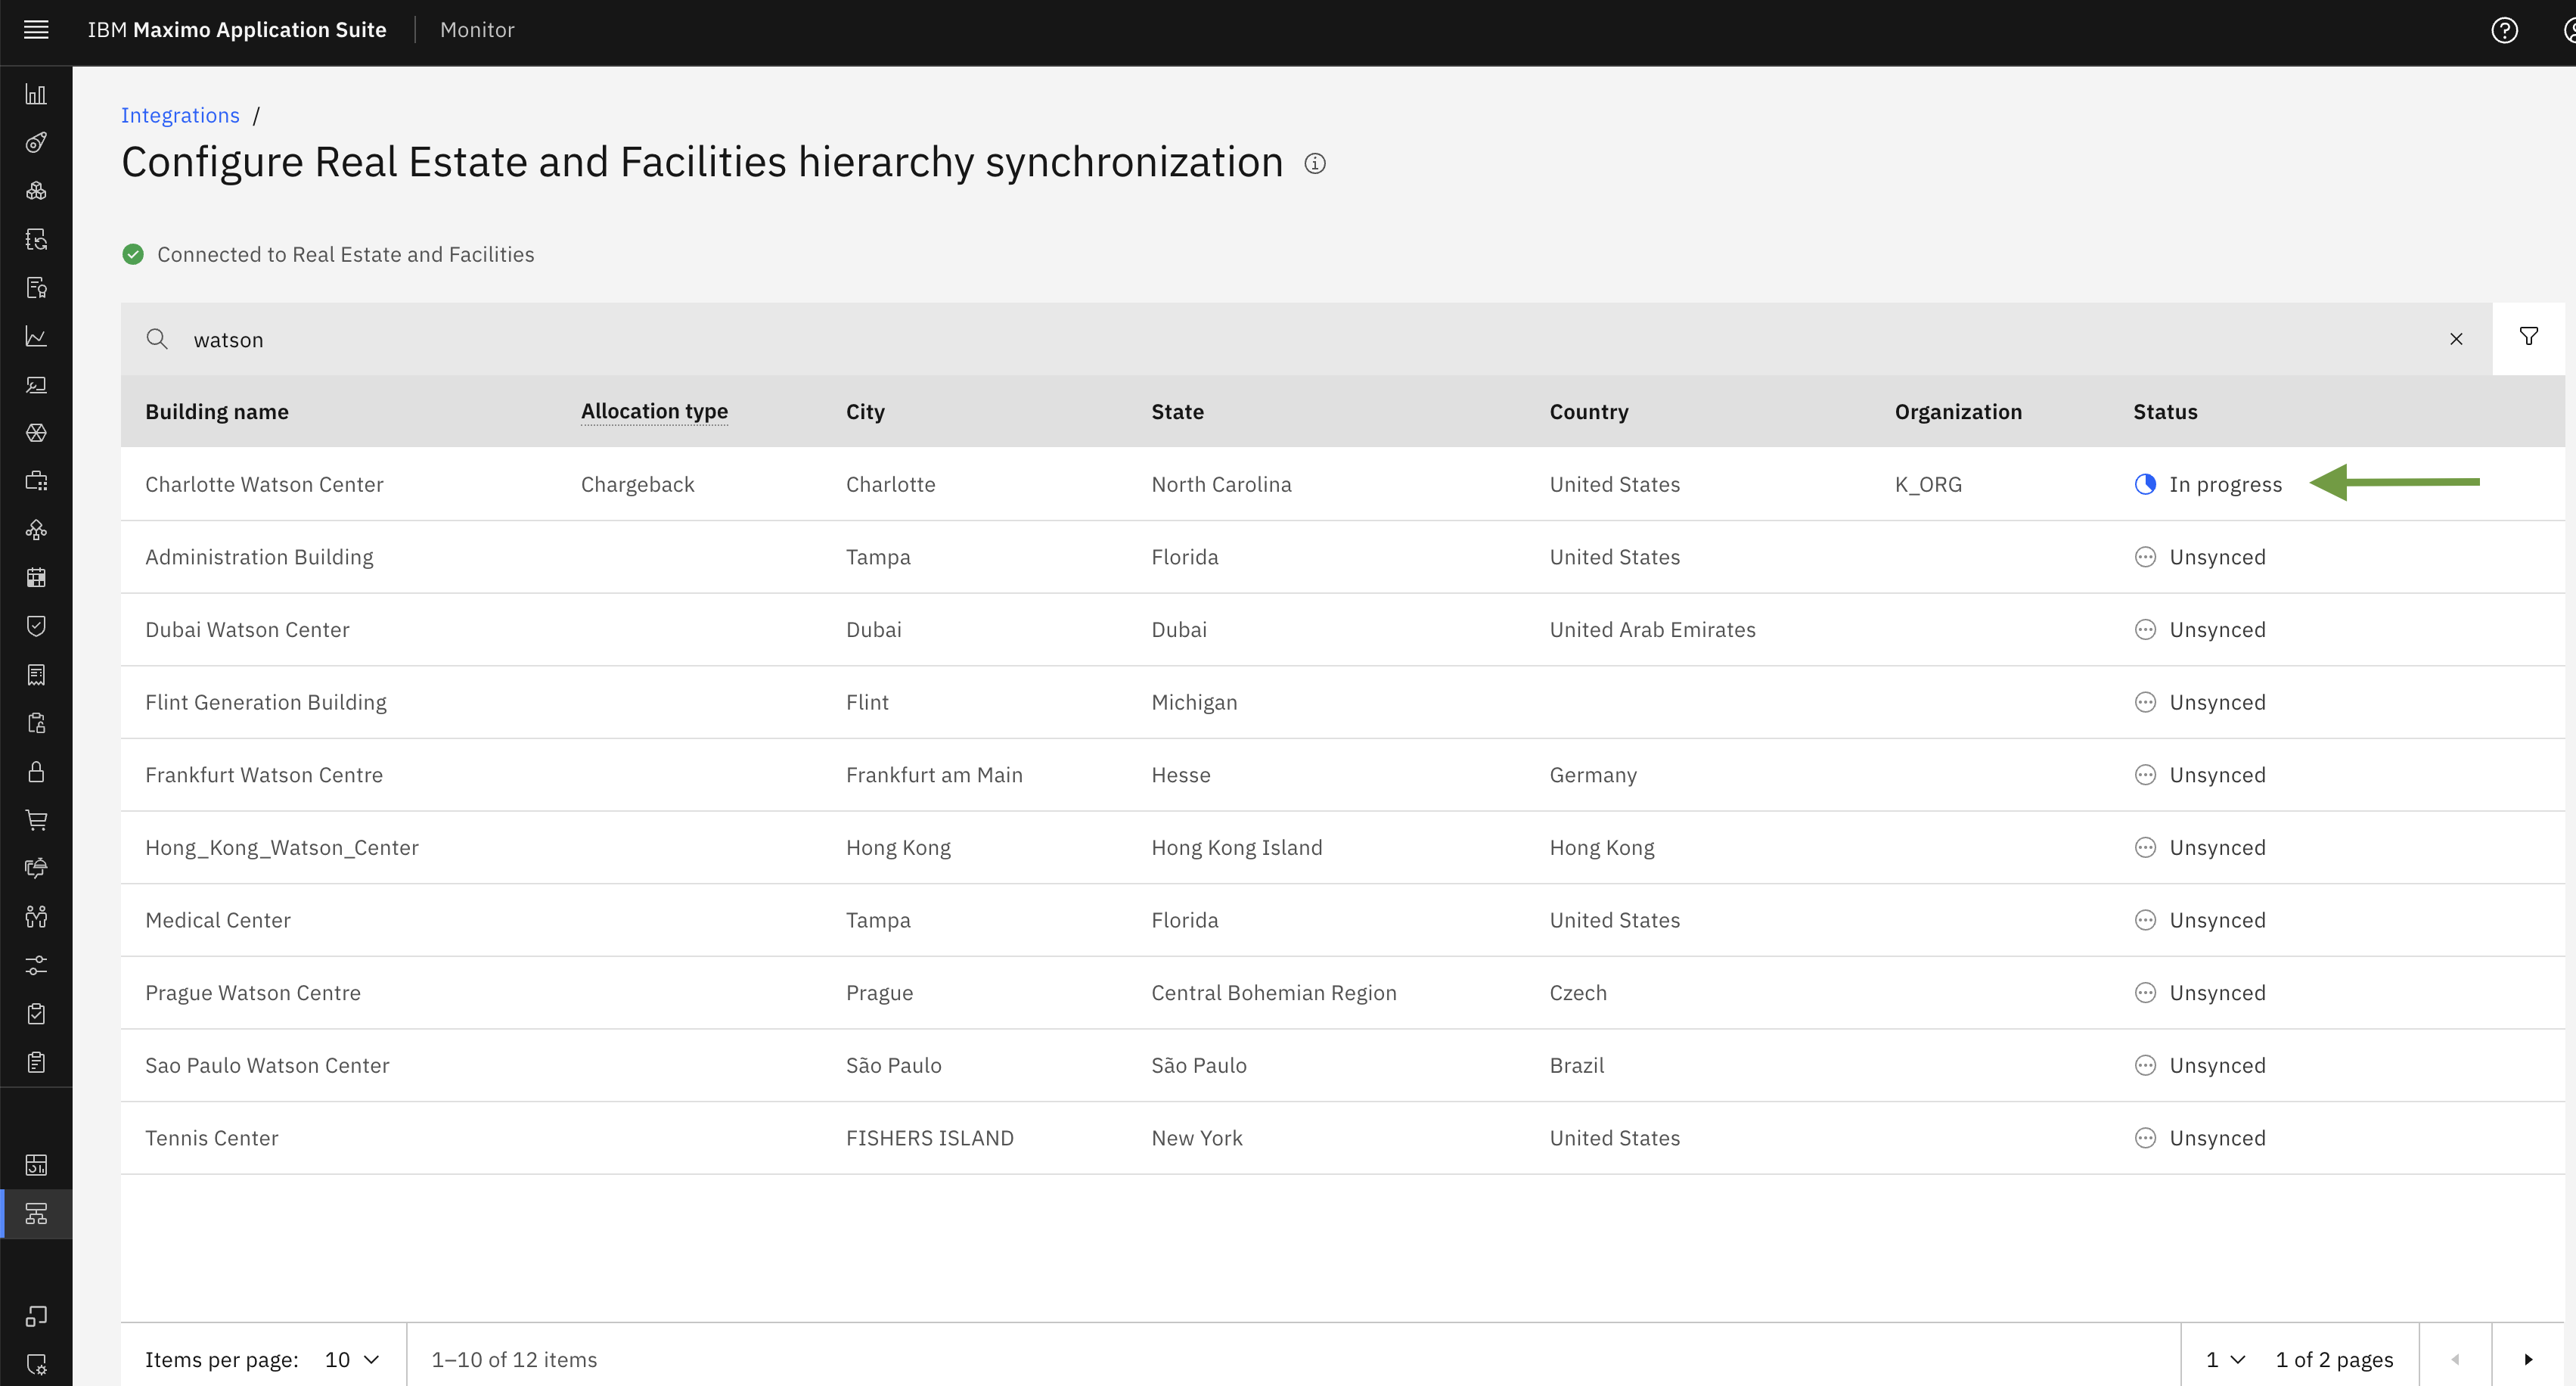 IBM Maximo Application Suite Monitor
Integrations /
Configure Real Estate and Facilities hierarchy synchronization
Connected to Real Estate and Facilities
watson
Building name Allocation type City State Country Organization Status
Charlotte Watson Center Chargeback Charlotte North Carolina United States K_ORG In progress
Administration Building Tampa Florida United States Unsynced
Dubai Watson Center Dubai Dubai United Arab Emirates Unsynced
Flint Generation Building Flint Michigan Unsynced
Frankfurt Watson Centre Frankfurt am Main Hesse Germany Unsynced
Hong_Kong_Watson_Center Hong Kong Hong Kong Island Hong Kong Unsynced
Medical Center Tampa Florida United States Unsynced
Prague Watson Centre Prague Central Bohemian Region Czech Unsynced
Sao Paulo Watson Center São Paulo São Paulo Brazil Unsynced
Tennis Center FISHERS ISLAND New York United States Unsynced
Items per page: 10 1–10 of 12 items 1 1 of 2 pages